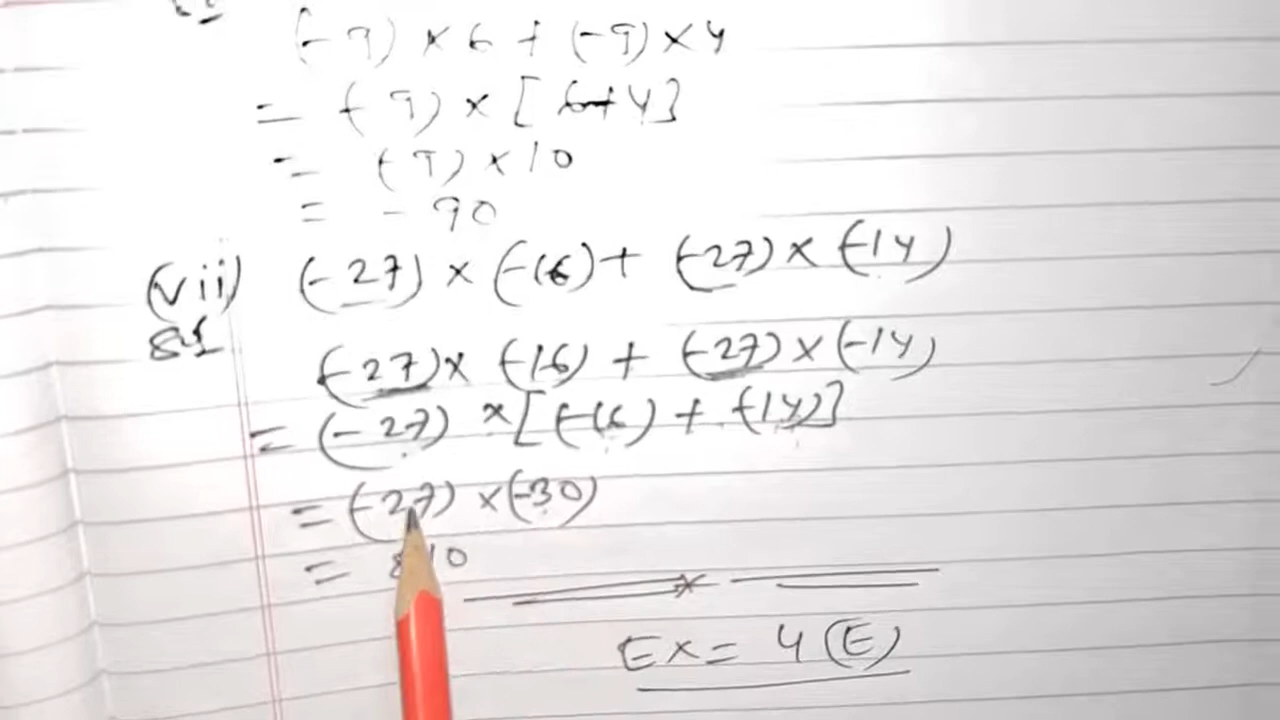 (-9) × 6 + (-9) × 4
= (-9) × [6+4]
= (-9) × 10
= - 90
(vii) (-27) × (-16) + (-27) × (-14)
Sol (-27) × (-16) + (-27) × (-14)
= (-27) × [(-16) + (-14)]
= (-27) × (-30)
= 810
Ex = 4 (E)